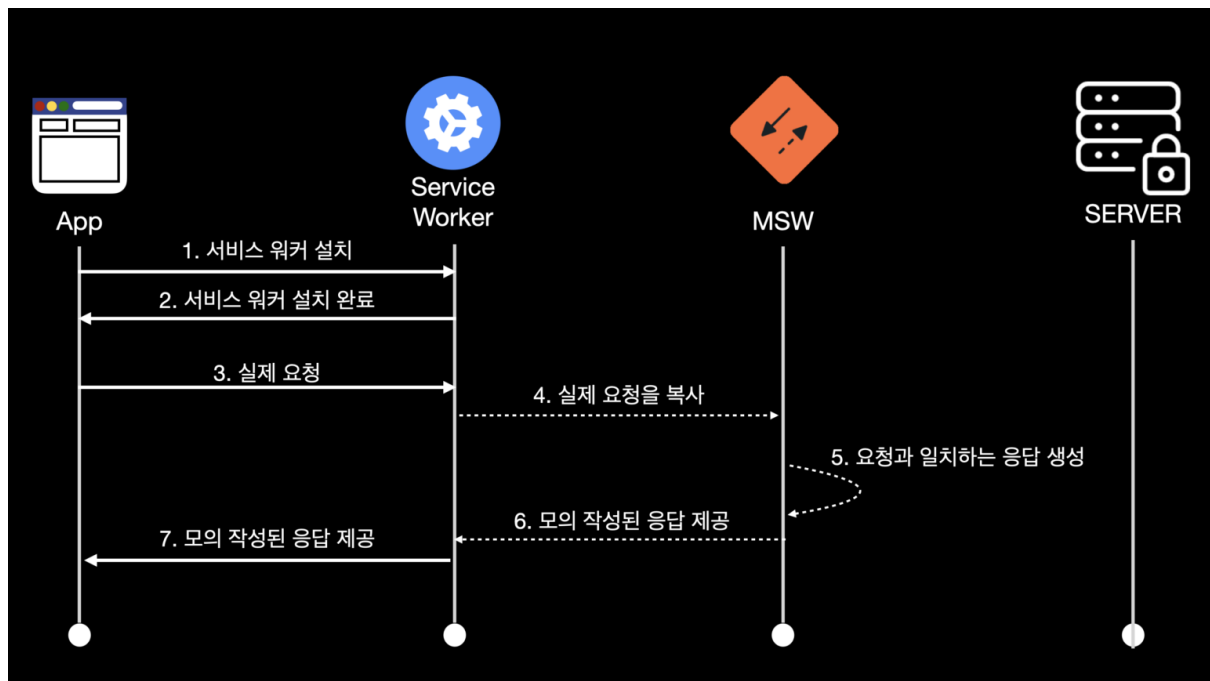 App
Service
Worker
MSW
SERVER
1. 서비스 워커 설치
2. 서비스 워커 설치 완료
3. 실제 요청
4. 실제 요청을 복사
5. 요청과 일치하는 응답 생성
6. 모의 작성된 응답 제공
7. 모의 작성된 응답 제공